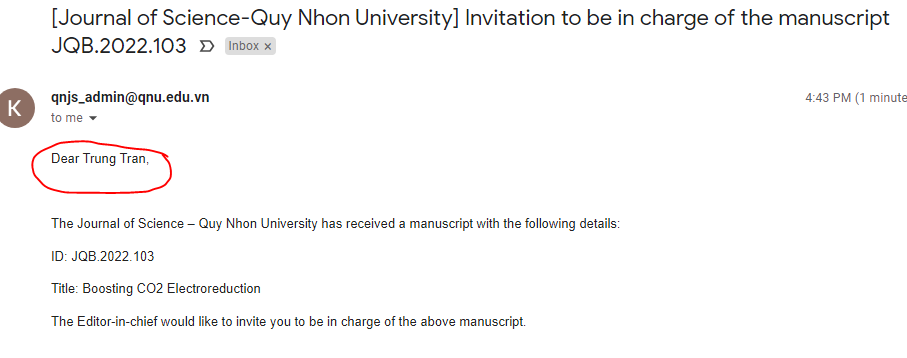 [Journal of Science-Quy Nhon University] Invitation to be in charge of the manuscript
JQB.2022.103 Inbox ×
K
qnjs_admin@qnu.edu.vn 4:43 PM (1 minute
to me
Dear Trung Tran,
The Journal of Science – Quy Nhon University has received a manuscript with the following details:
ID: JQB.2022.103
Title: Boosting CO2 Electroreduction
The Editor-in-chief would like to invite you to be in charge of the above manuscript.